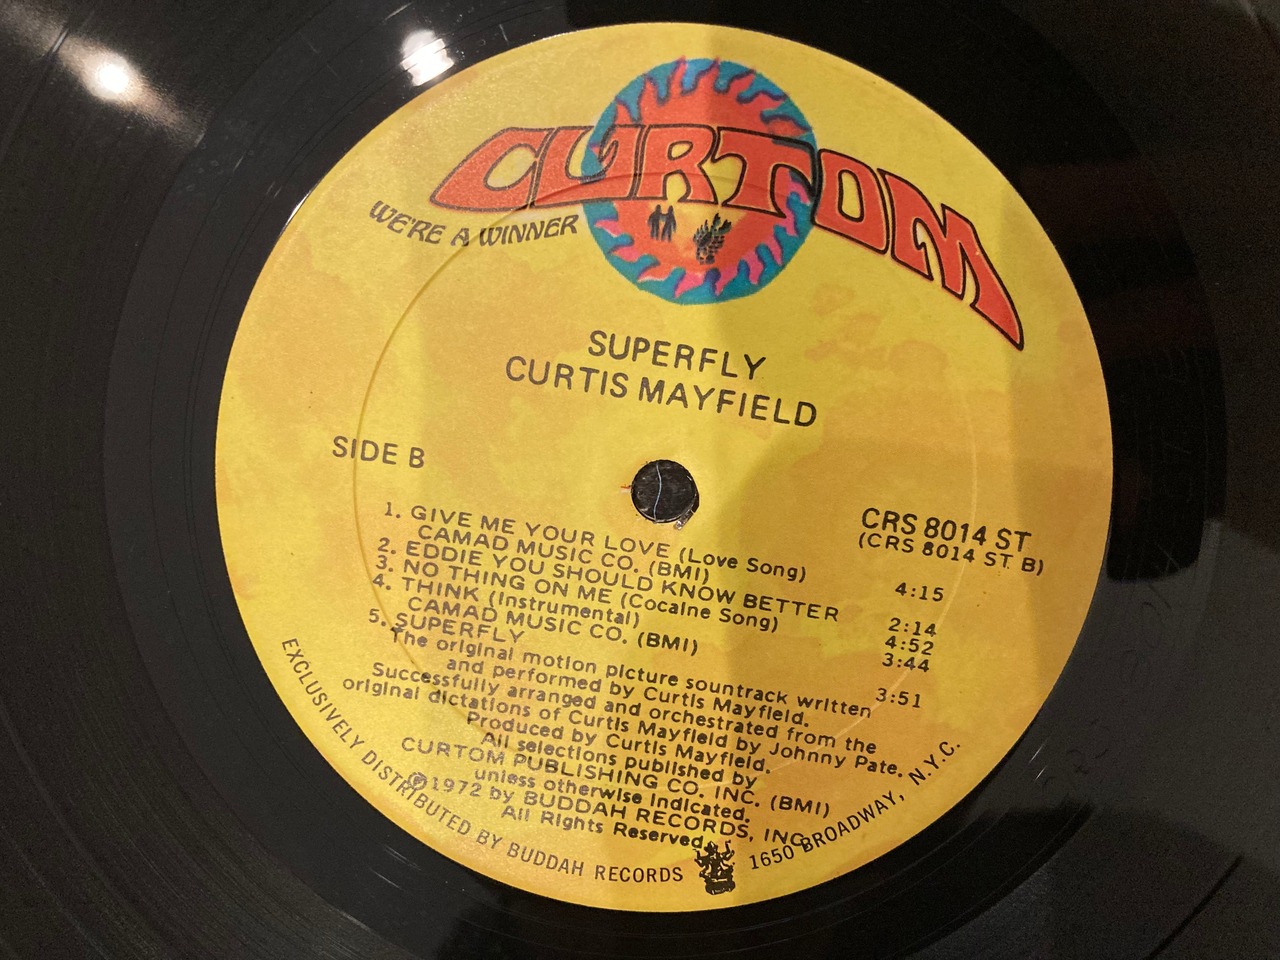 CURTOM
WE'RE A WINNER
SUPERFLY
CURTIS MAYFIELD
SIDE B
CRS 8014 ST
(CRS 8014 ST B)
1. GIVE ME YOUR LOVE (Love Song) 4:15
CAMAD MUSIC CO. (BMI)
2. EDDIE YOU SHOULD KNOW BETTER 2:14
3. NO THING ON ME (Cocaine Song) 4:52
4. THINK (Instrumental) 3:44
CAMAD MUSIC CO. (BMI)
5. SUPERFLY 3:51
The original motion picture sountrack written
and performed by Curtis Mayfield.
Successfully arranged and orchestrated from the
original dictations of Curtis Mayfield by Johnny Pate.
Produced by Curtis Mayfield.
All selections published by
CURTOM PUBLISHING CO. INC. (BMI)
unless otherwise indicated.
℗1972 by BUDDAH RECORDS, INC.
All Rights Reserved.
EXCLUSIVELY DISTRIBUTED BY BUDDAH RECORDS 1650 BROADWAY, N.Y.C.